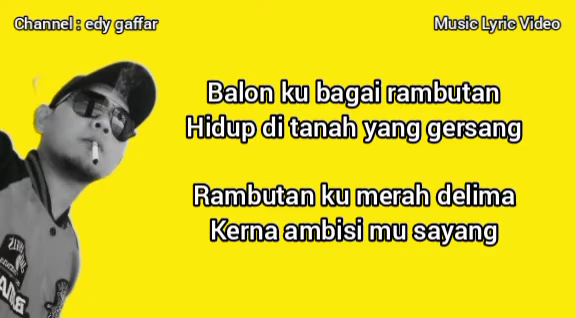 Channel : edy gaffar
Music Lyric Video
Balon ku bagai rambutan
Hidup di tanah yang gersang
Rambutan ku merah delima
Kerna ambisi mu sayang